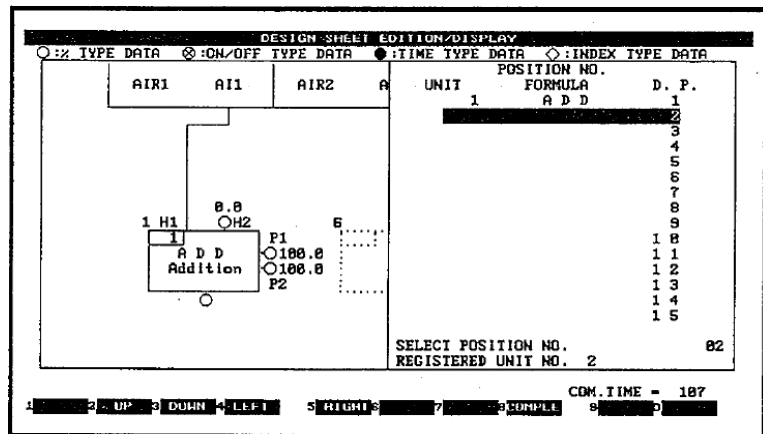 DESIGN SHEET EDITION/DISPLAY
○:% TYPE DATA ⊗:ON/OFF TYPE DATA ●:TIME TYPE DATA ◇:INDEX TYPE DATA
AIR1 AI1 AIR2 A
POSITION NO.
UNIT FORMULA D. P.
1 A D D 1
2
3
4
5
6
7
8
9
1 0
1 1
1 2
1 3
1 4
1 5
0.0
1 H1 H2
1
A D D
Addition
P1
100.0
100.0
P2
6
SELECT POSITION NO. 02
REGISTERED UNIT NO. 2
COM.TIME = 107
1 2 UP 3 DOWN 4 LEFT 5 RIGHT 6 7 8 COMPLE 9 0